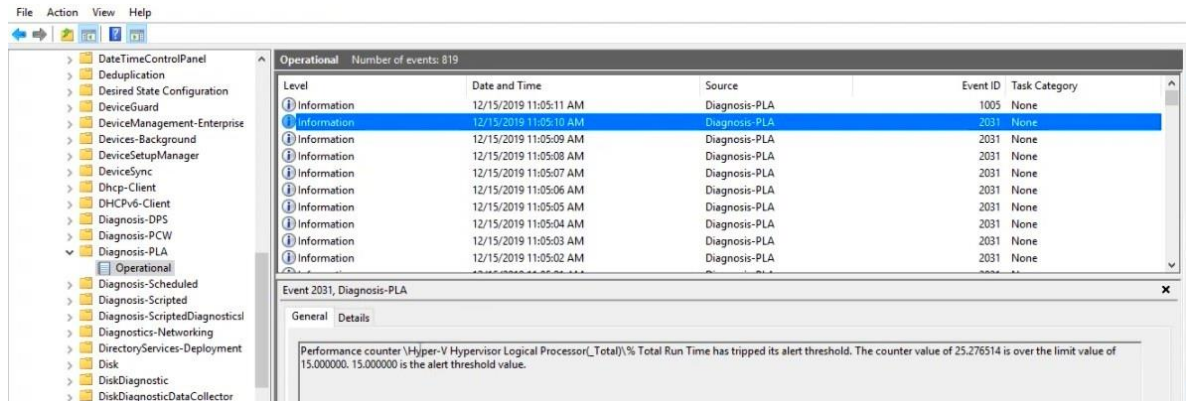 File Action View Help
DateTimeControlPanel
Deduplication
Desired State Configuration
DeviceGuard
DeviceManagement-Enterprise
Devices-Background
DeviceSetupManager
DeviceSync
Dhcp-Client
DHCPv6-Client
Diagnosis-DPS
Diagnosis-PCW
Diagnosis-PLA
Operational
Diagnosis-Scheduled
Diagnosis-Scripted
Diagnosis-ScriptedDiagnosticsI
Diagnostics-Networking
DirectoryServices-Deployment
Disk
DiskDiagnostic
DiskDiagnosticDataCollector
Operational Number of events: 819
Level Date and Time Source Event ID Task Category
Information 12/15/2019 11:05:11 AM Diagnosis-PLA 1005 None
Information 12/15/2019 11:05:10 AM Diagnosis-PLA 2031 None
Information 12/15/2019 11:05:09 AM Diagnosis-PLA 2031 None
Information 12/15/2019 11:05:08 AM Diagnosis-PLA 2031 None
Information 12/15/2019 11:05:07 AM Diagnosis-PLA 2031 None
Information 12/15/2019 11:05:06 AM Diagnosis-PLA 2031 None
Information 12/15/2019 11:05:05 AM Diagnosis-PLA 2031 None
Information 12/15/2019 11:05:04 AM Diagnosis-PLA 2031 None
Information 12/15/2019 11:05:03 AM Diagnosis-PLA 2031 None
Information 12/15/2019 11:05:02 AM Diagnosis-PLA 2031 None
Event 2031, Diagnosis-PLA
General Details
Performance counter \Hyper-V Hypervisor Logical Processor(_Total)\% Total Run Time has tripped its alert threshold. The counter value of 25.276514 is over the limit value of
15.000000. 15.000000 is the alert threshold value.